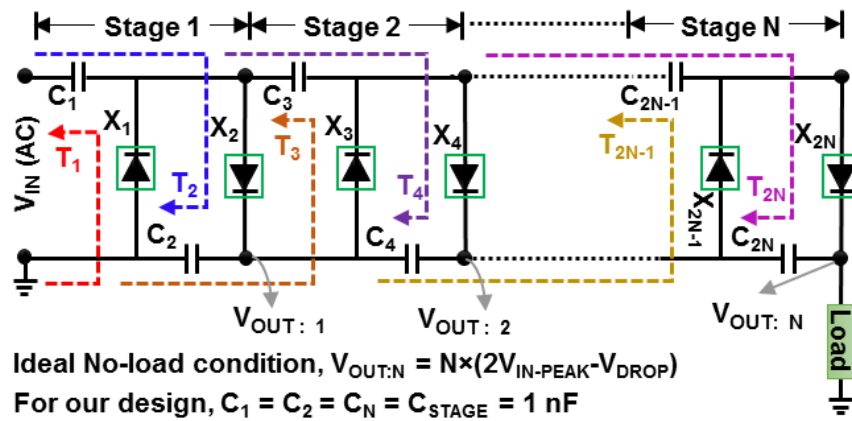 Stage 1
Stage 2
Stage N
C1
C3
C2N-1
X1
X2
X3
X4
X2N-1
X2N
VIN (AC)
T1
T2
T3
T4
T2N-1
T2N
C2
C4
C2N
VOUT: 1
VOUT: 2
VOUT: N
Load
Ideal No-load condition, VOUT:N = N×(2VIN-PEAK-VDROP)
For our design, C1 = C2 = CN = CSTAGE = 1 nF